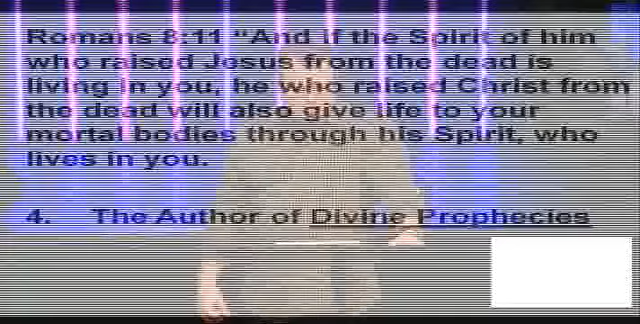 Romans 8:11 “And if the Spirit of him
who raised Jesus from the dead is
living in you, he who raised Christ from
the dead will also give life to your
mortal bodies through his Spirit, who
lives in you.
4. The Author of Divine Prophecies